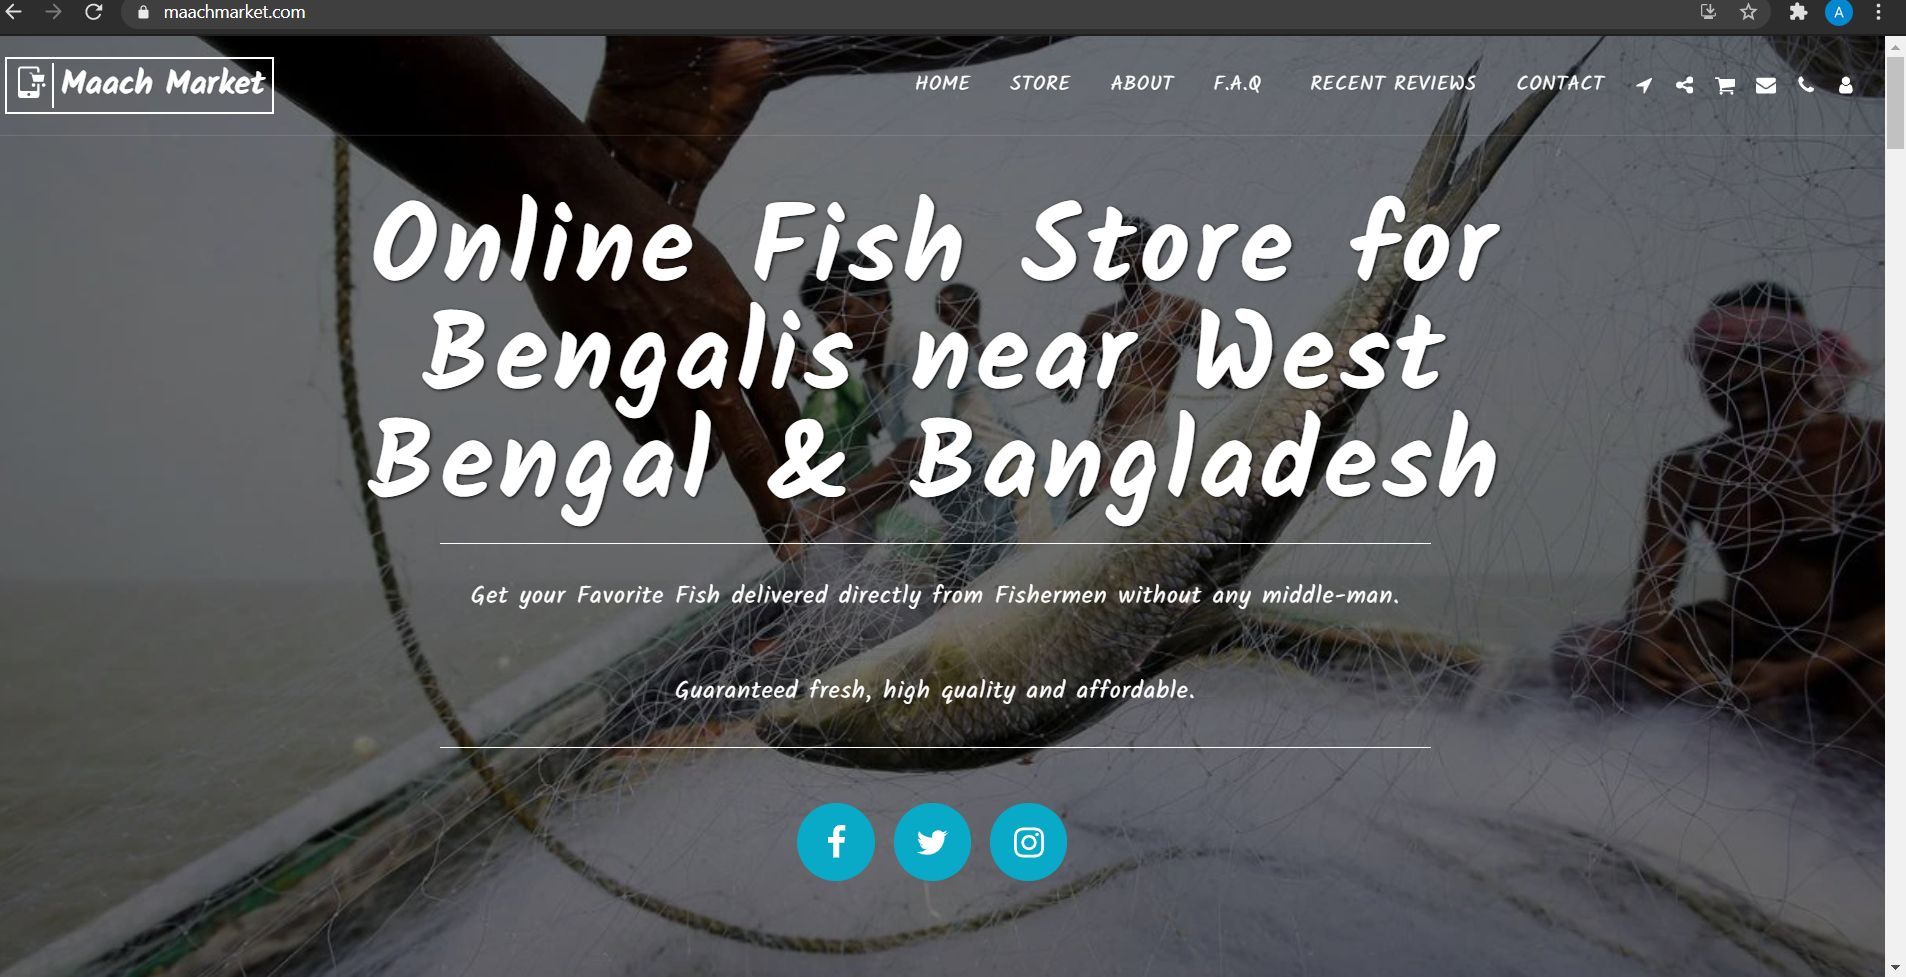 maachmarket.com
A
Maach Market
HOME STORE ABOUT F.A.Q RECENT REVIEWS CONTACT
Online Fish Store for
Bengalis near West
Bengal & Bangladesh
Get your Favorite Fish delivered directly from Fishermen without any middle-man.
Guaranteed fresh, high quality and affordable.